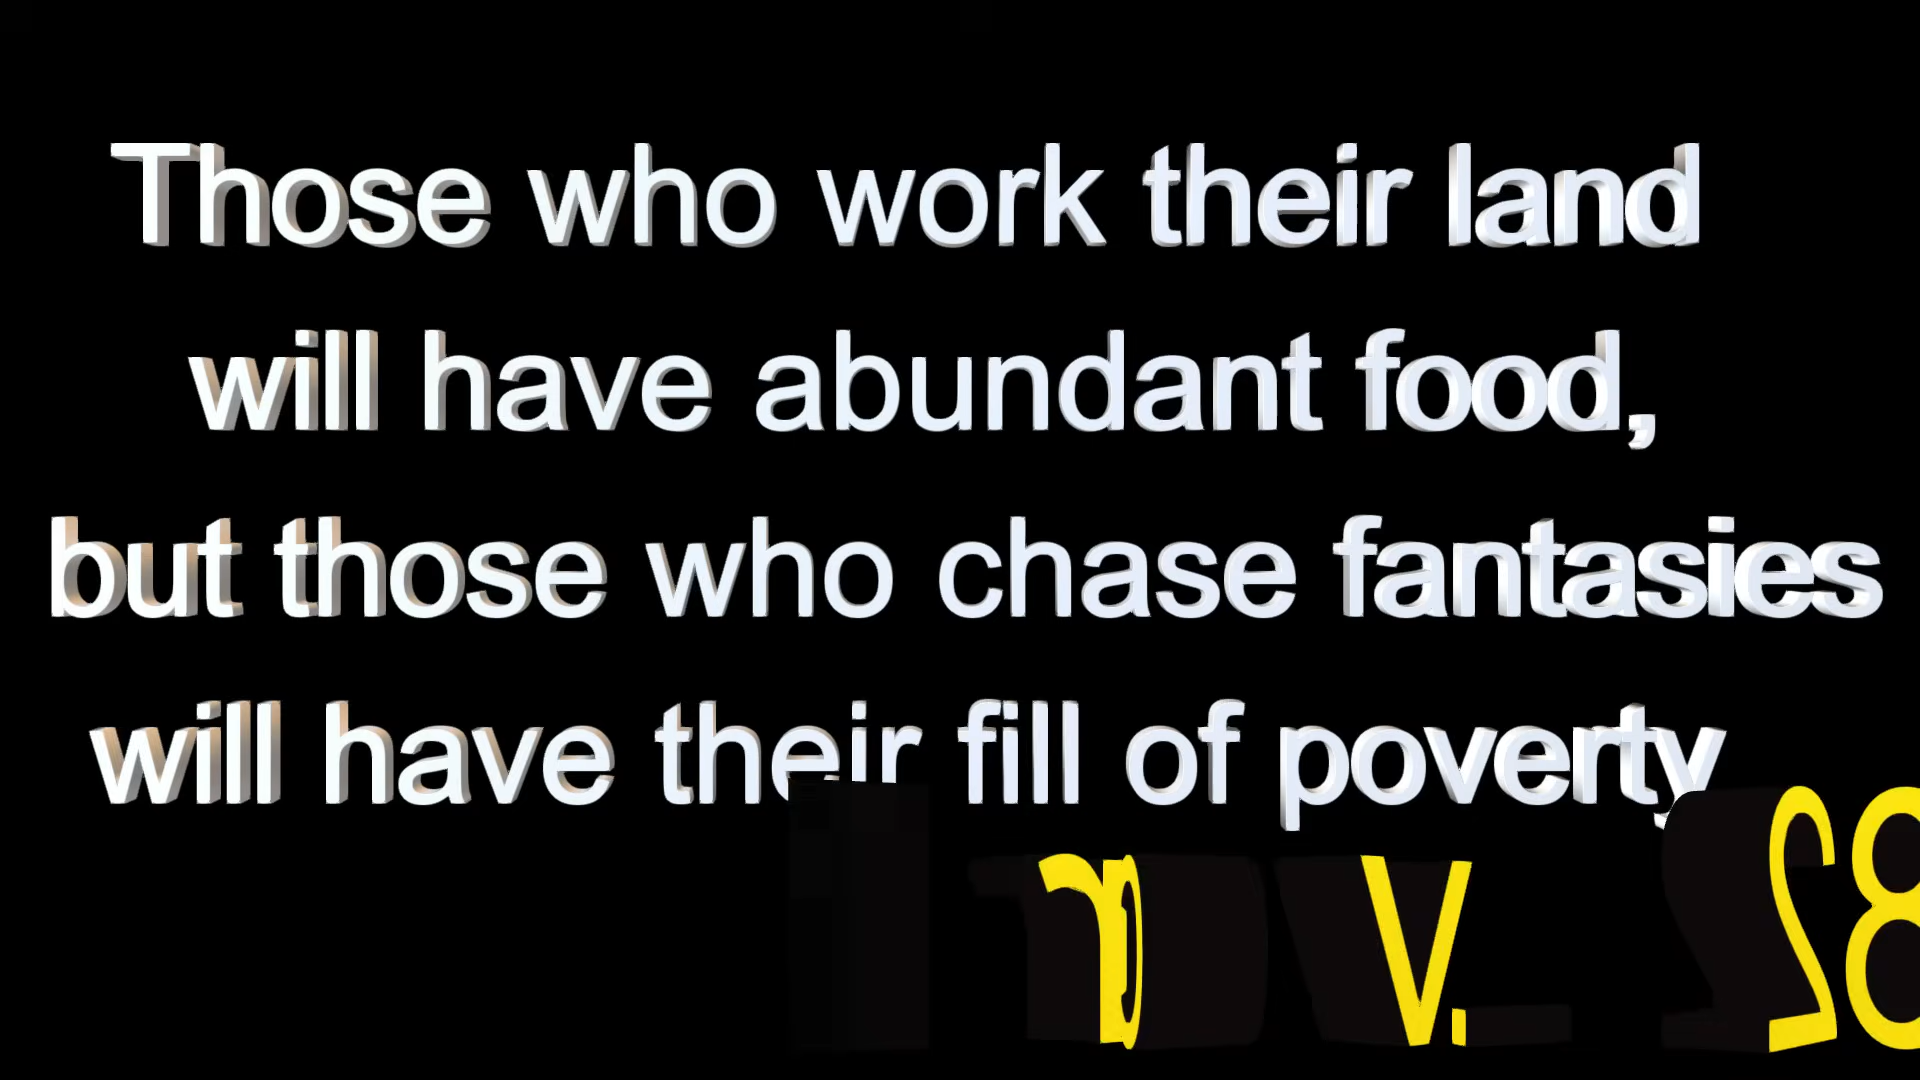 Those who work their land
will have abundant food,
but those who chase fantasies
will have their fill of poverty